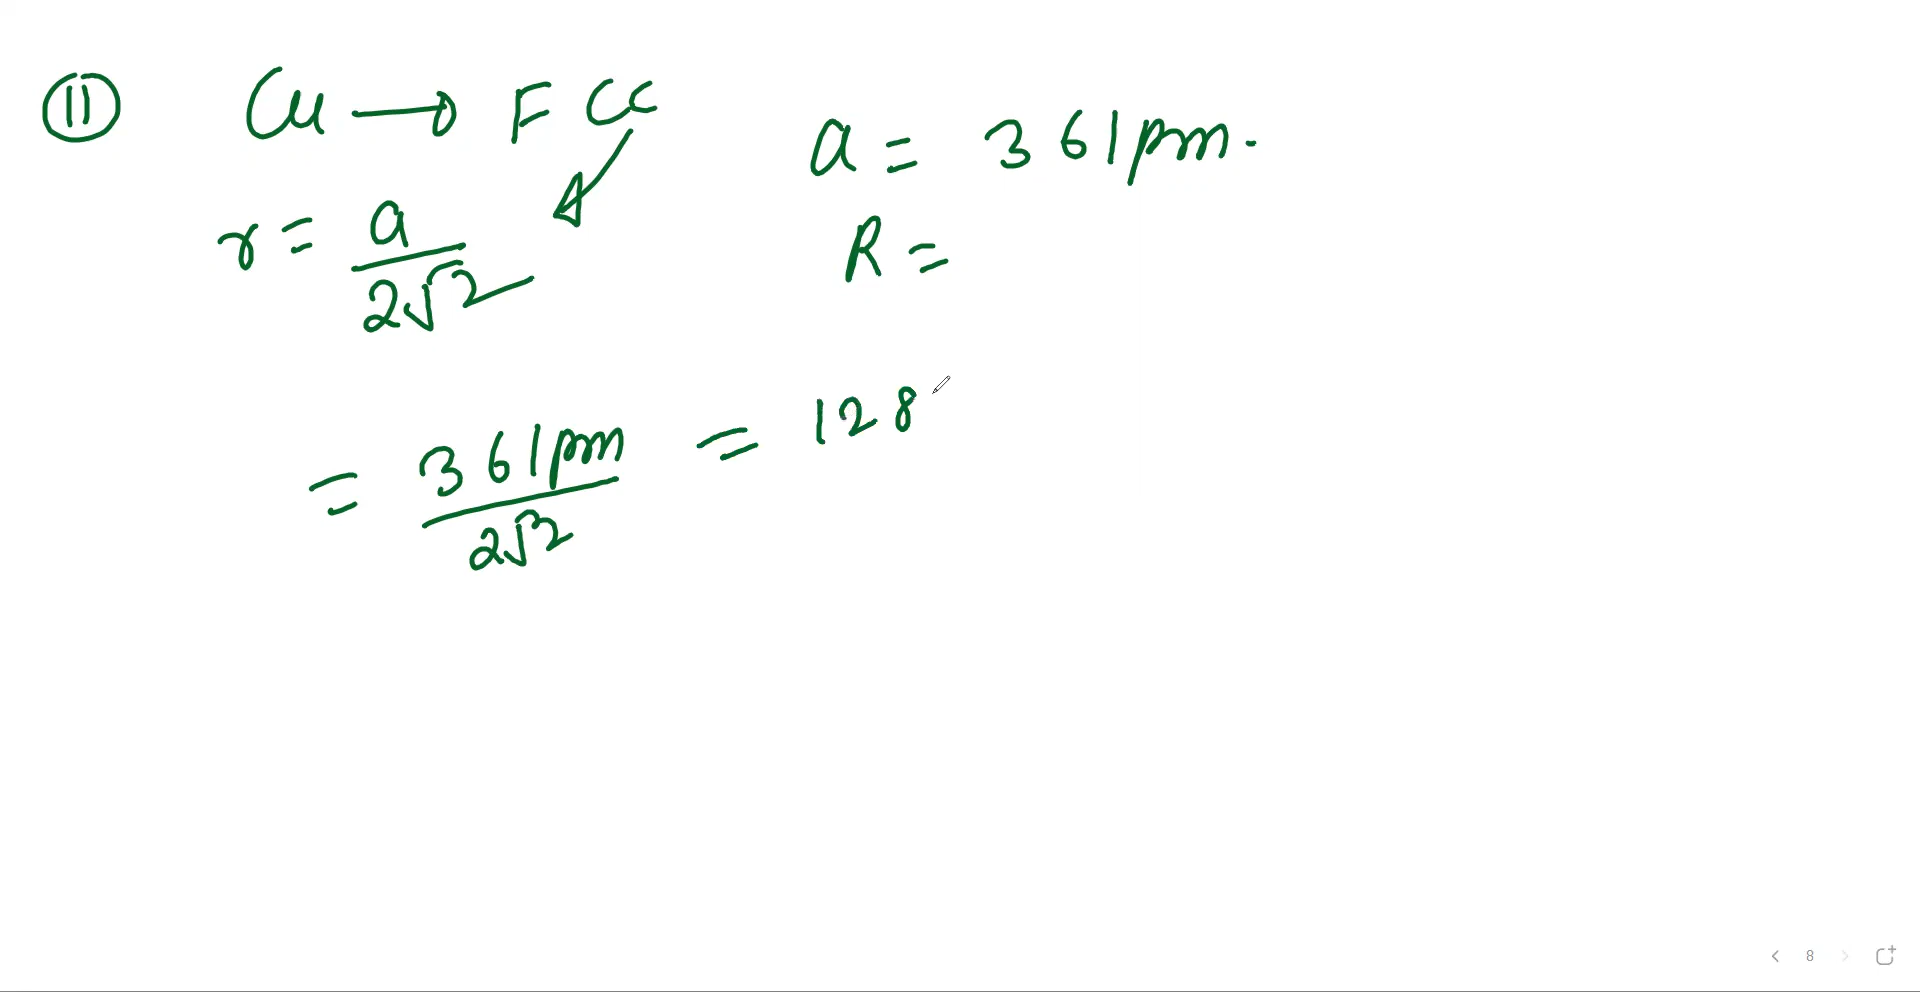 ⑪ Cu → FCC a = 361pm.
r = a/2√2 R =
= 361pm/2√2 = 128
8